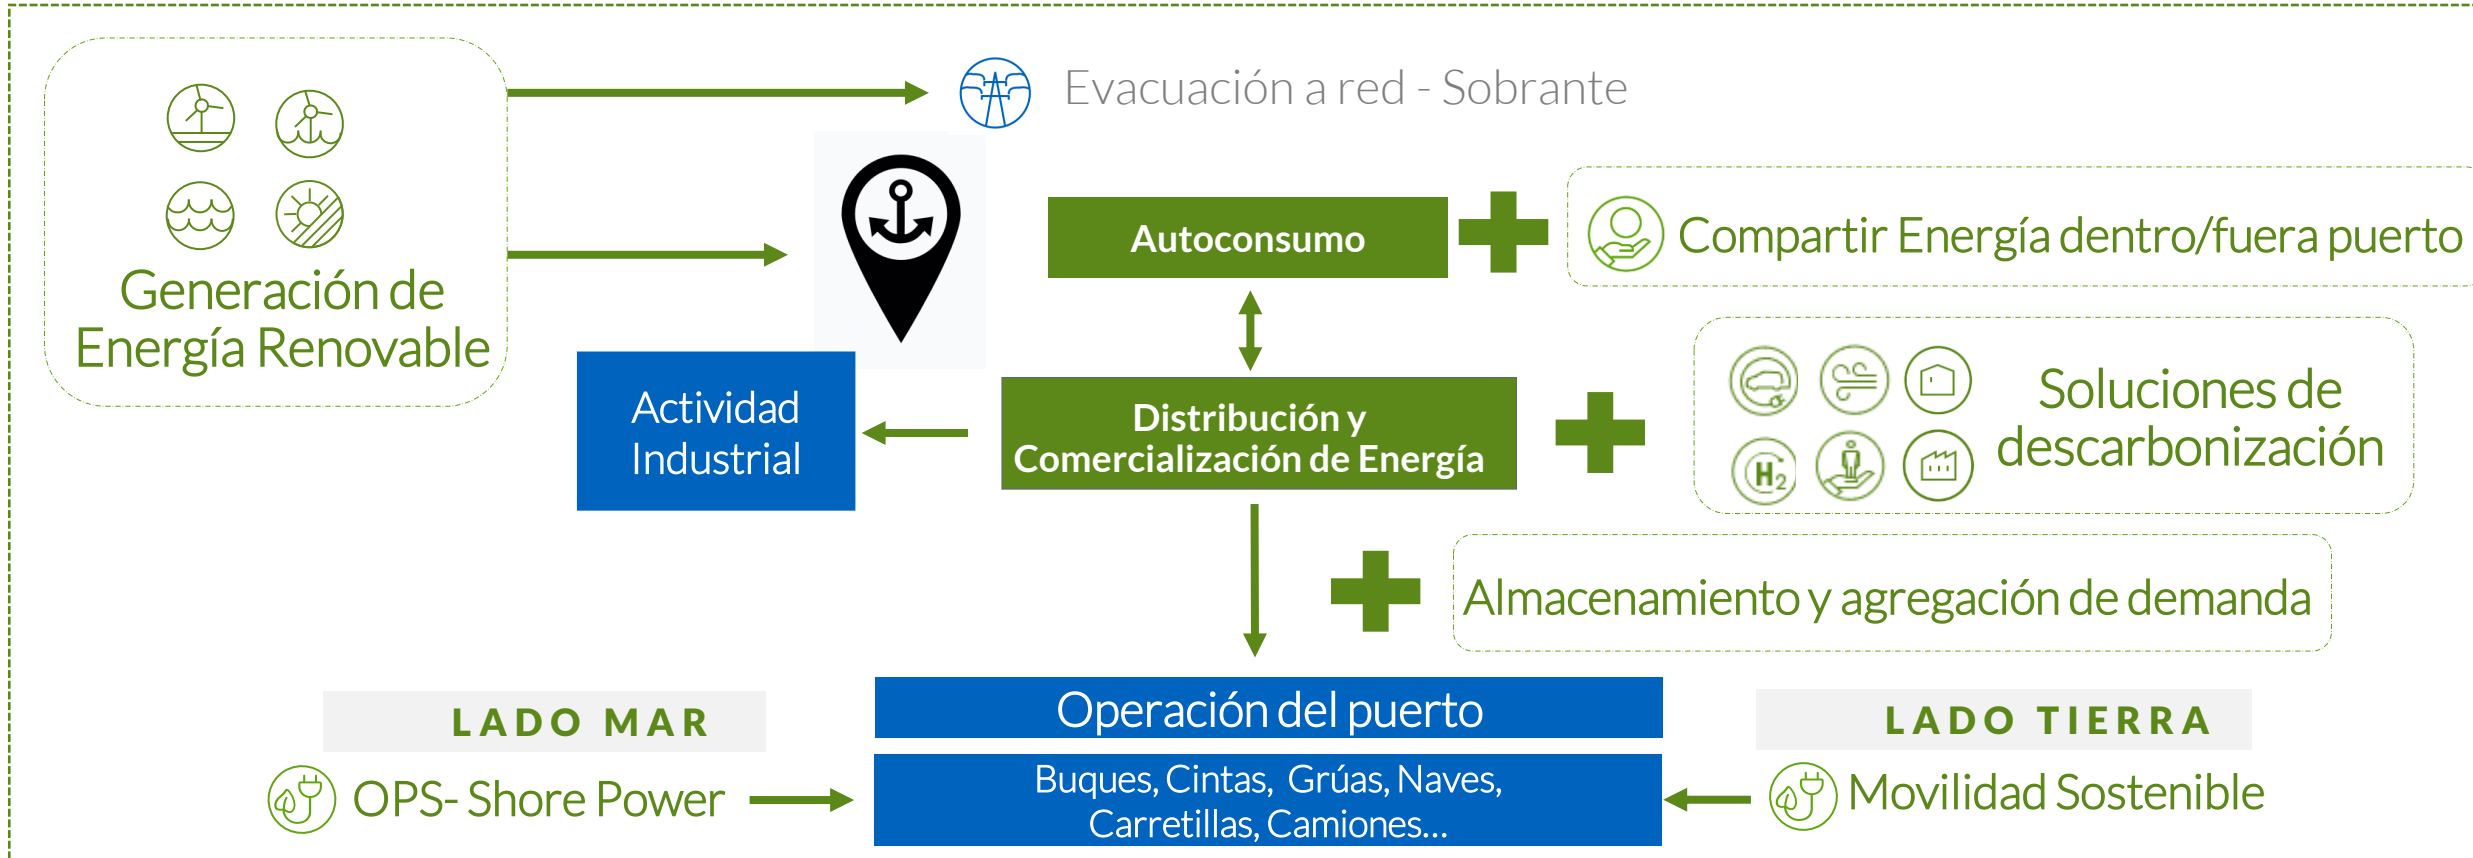 Evacuación a red - Sobrante
Generación de
Energía Renovable
Autoconsumo
Compartir Energía dentro/fuera puerto
Actividad
Industrial
Distribución y
Comercialización de Energía
H2
Soluciones de
descarbonización
Almacenamiento y agregación de demanda
LADO MAR
Operación del puerto
LADO TIERRA
OPS- Shore Power
Buques, Cintas, Grúas, Naves,
Carretillas, Camiones...
Movilidad Sostenible